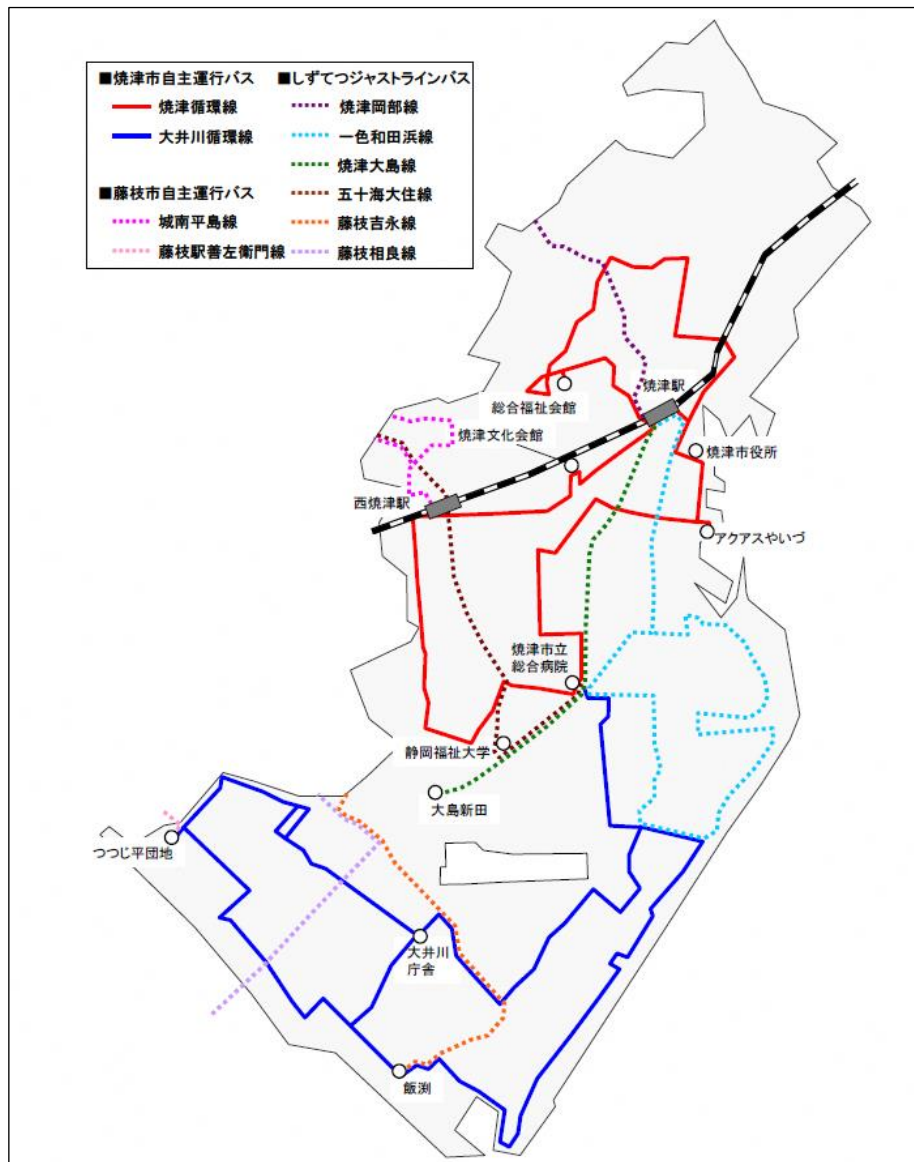 ■焼津市自主運行バス
焼津循環線
大井川循環線
■藤枝市自主運行バス
城南平島線
藤枝駅善左衛門線
■しずてつジャストラインバス
焼津岡部線
一色和田浜線
焼津大島線
五十海大住線
藤枝吉永線
藤枝相良線
焼津駅
総合福祉会館
焼津文化会館
焼津市役所
西焼津駅
アクアスやいづ
焼津市立
総合病院
静岡福祉大学
大島新田
つつじ平団地
大井川
庁舎
飯渕